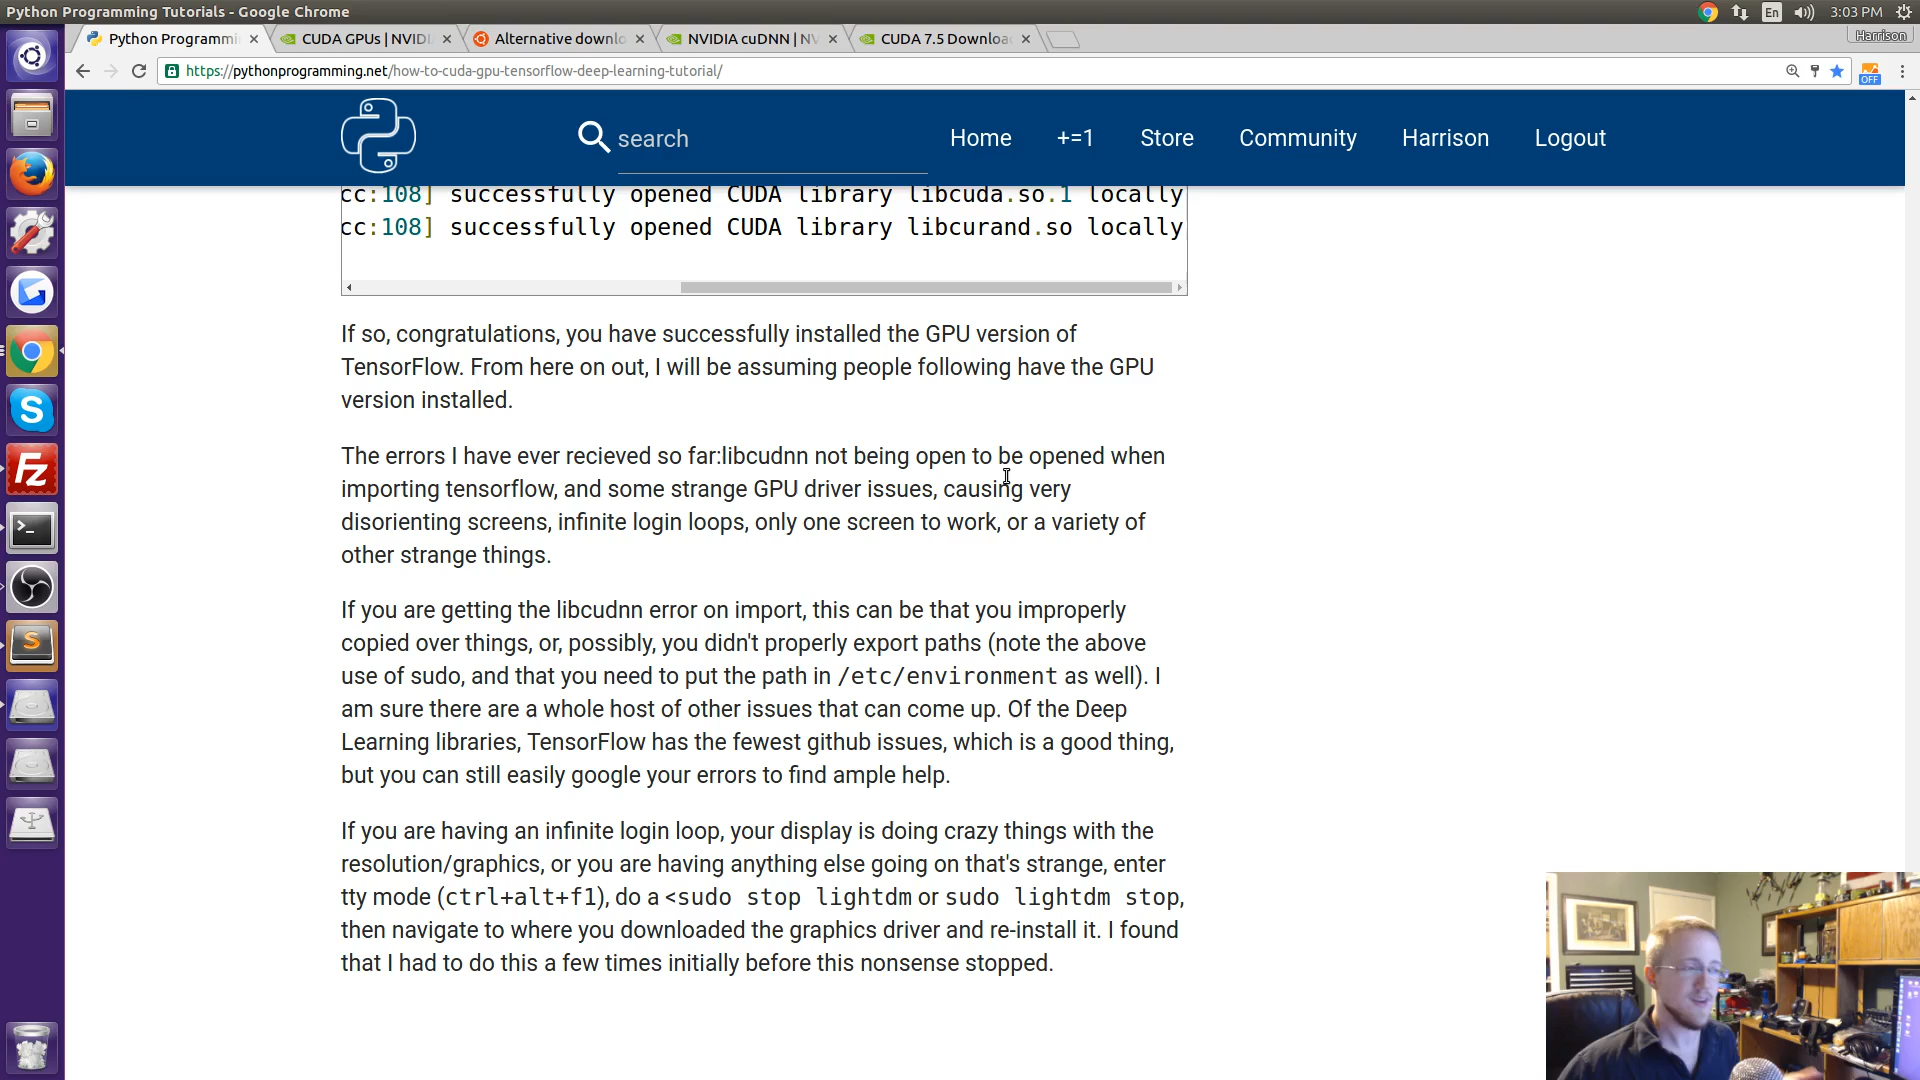 Python Programming Tutorials - Google Chrome
En
3:03 PM
Harrison
Python Programmi
CUDA GPUs | NVIDI
Alternative downlo
NVIDIA cuDNN | NV
CUDA 7.5 Downloa
https://pythonprogramming.net/how-to-cuda-gpu-tensorflow-deep-learning-tutorial/
OFF
search
Home
+=1
Store
Community
Harrison
Logout
cc:108] successfully opened CUDA library libcuda.so.1 locally
cc:108] successfully opened CUDA library libcurand.so locally
If so, congratulations, you have successfully installed the GPU version of
TensorFlow. From here on out, I will be assuming people following have the GPU
version installed.
The errors I have ever recieved so far:libcudnn not being open to be opened when
importing tensorflow, and some strange GPU driver issues, causing very
disorienting screens, infinite login loops, only one screen to work, or a variety of
other strange things.
If you are getting the libcudnn error on import, this can be that you improperly
copied over things, or, possibly, you didn't properly export paths (note the above
use of sudo, and that you need to put the path in /etc/environment as well). I
am sure there are a whole host of other issues that can come up. Of the Deep
Learning libraries, TensorFlow has the fewest github issues, which is a good thing,
but you can still easily google your errors to find ample help.
If you are having an infinite login loop, your display is doing crazy things with the
resolution/graphics, or you are having anything else going on that's strange, enter
tty mode (ctrl+alt+f1), do a <sudo stop lightdm or sudo lightdm stop,
then navigate to where you downloaded the graphics driver and re-install it. I found
that I had to do this a few times initially before this nonsense stopped.